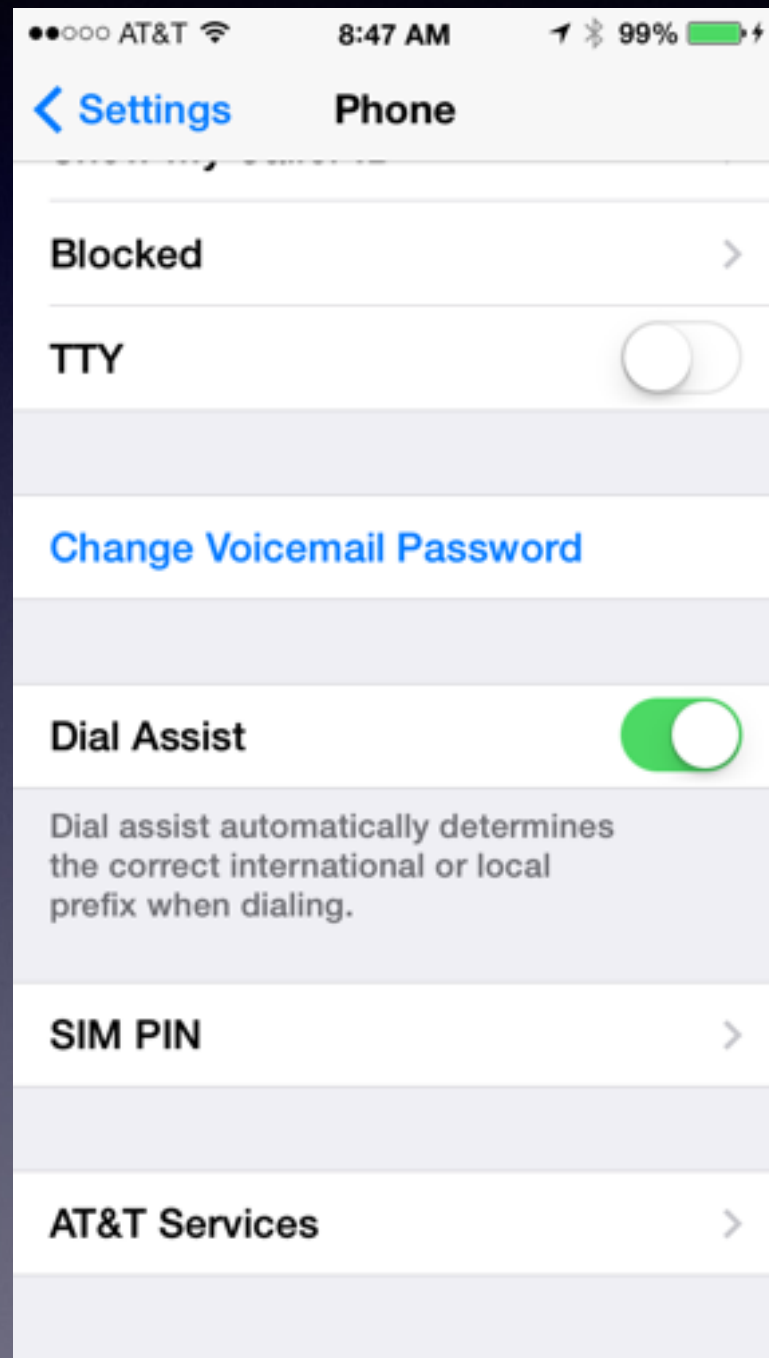 AT&T 8:47 AM 99%
Settings Phone
Blocked
TTY
Change Voicemail Password
Dial Assist
Dial assist automatically determines
the correct international or local
prefix when dialing.
SIM PIN
AT&T Services